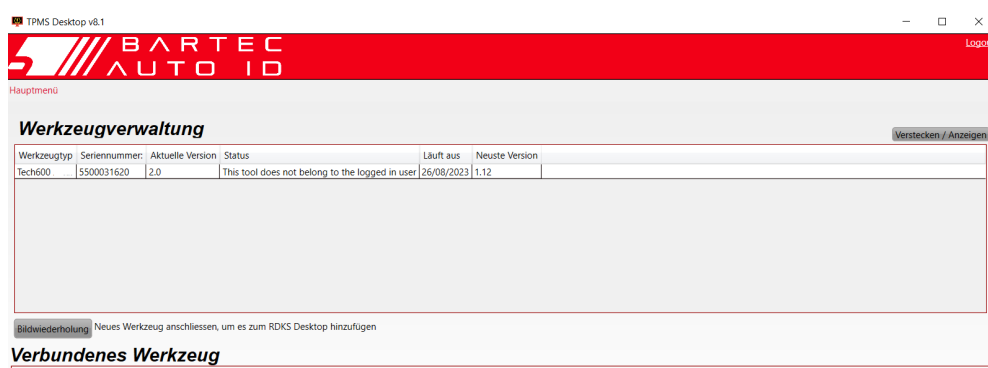 TPMS Desktop v8.1
BARTEC
AUTO ID
Hauptmenü
Werkzeugverwaltung
Verstecken / Anzeigen
Werkzeugtyp Seriennummer: Aktuelle Version Status Läuft aus Neuste Version
Tech600 ... 5500031620 2.0 This tool does not belong to the logged in user 26/08/2023 1.12
Bildwiederholung Neues Werkzeug anschliessen, um es zum RDKS Desktop hinzufügen
Verbundenes Werkzeug